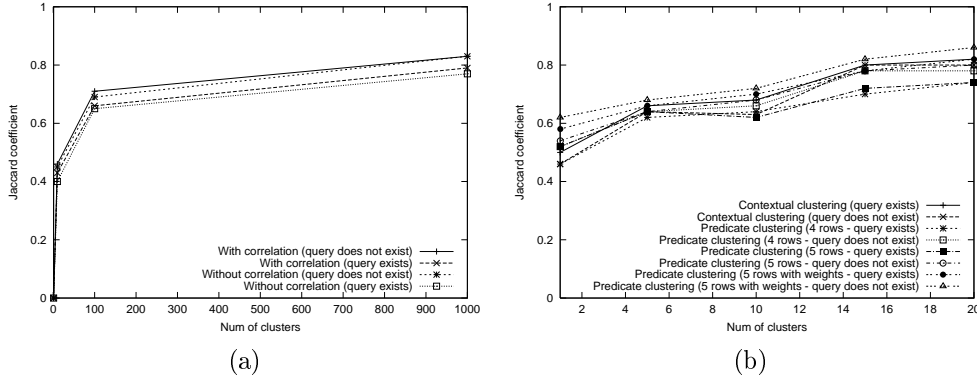 1
0.8
0.6
0.4
0.2
0
Jaccard coefficient
With correlation (query does not exist)
With correlation (query exists)
Without correlation (query does not exist)
Without correlation (query exists)
0 100 200 300 400 500 600 700 800 900 1000
Num of clusters
(a)
1
0.8
0.6
0.4
0.2
0
Jaccard coefficient
Contextual clustering (query exists)
Contextual clustering (query does not exist)
Predicate clustering (4 rows - query exists)
Predicate clustering (4 rows - query does not exist)
Predicate clustering (5 rows - query exists)
Predicate clustering (5 rows - query does not exist)
Predicate clustering (5 rows with weights - query exists)
Predicate clustering (5 rows with weights - query does not exist)
2 4 6 8 10 12 14 16 18 20
Num of clusters
(b)